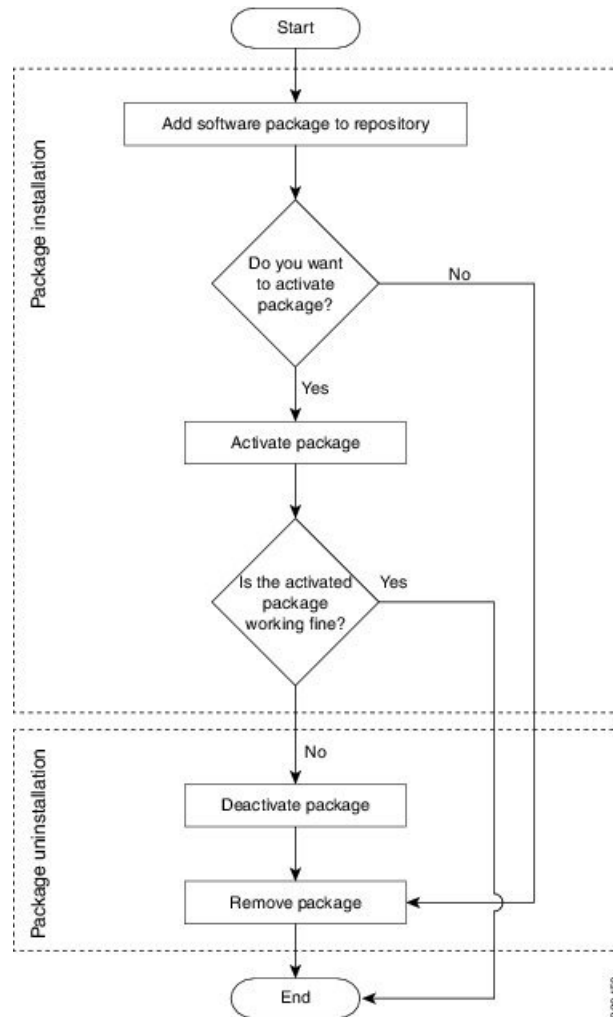 Start
Package installation
Add software package to repository
Do you want
to activate
package?
No
Yes
Activate package
Is the activated
package
working fine?
Yes
No
Package uninstallation
Deactivate package
Remove package
End